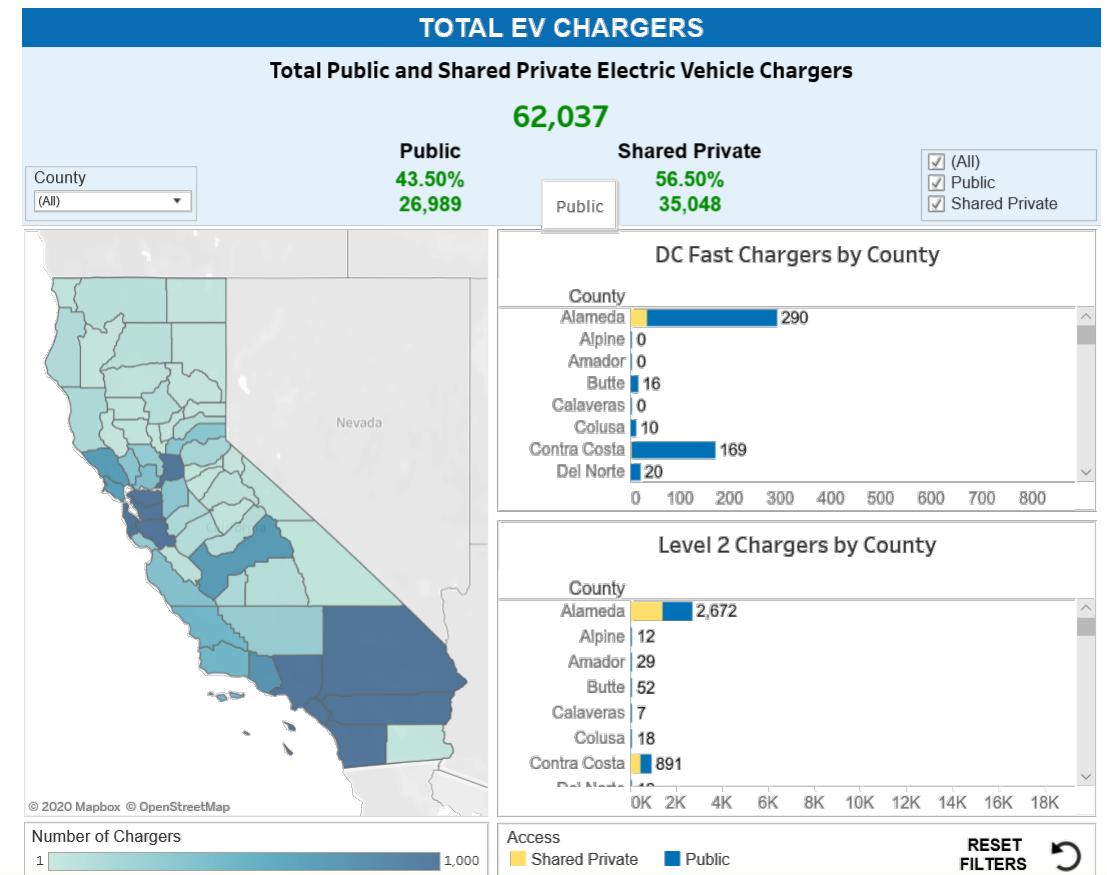 TOTAL EV CHARGERS
Total Public and Shared Private Electric Vehicle Chargers
62,037
Public
Shared Private
43.50%
56.50%
26,989
35,048
Public
County
(All)
(All)
Public
Shared Private
Nevada
California
© 2020 Mapbox © OpenStreetMap
Number of Chargers
1
1,000
DC Fast Chargers by County
County
Alameda 290
Alpine 0
Amador 0
Butte 16
Calaveras 0
Colusa 10
Contra Costa 169
Del Norte 20
0 100 200 300 400 500 600 700 800
Level 2 Chargers by County
County
Alameda 2,672
Alpine 12
Amador 29
Butte 52
Calaveras 7
Colusa 18
Contra Costa 891
Del Norte
0K 2K 4K 6K 8K 10K 12K 14K 16K 18K
Access
Shared Private
Public
RESET
FILTERS